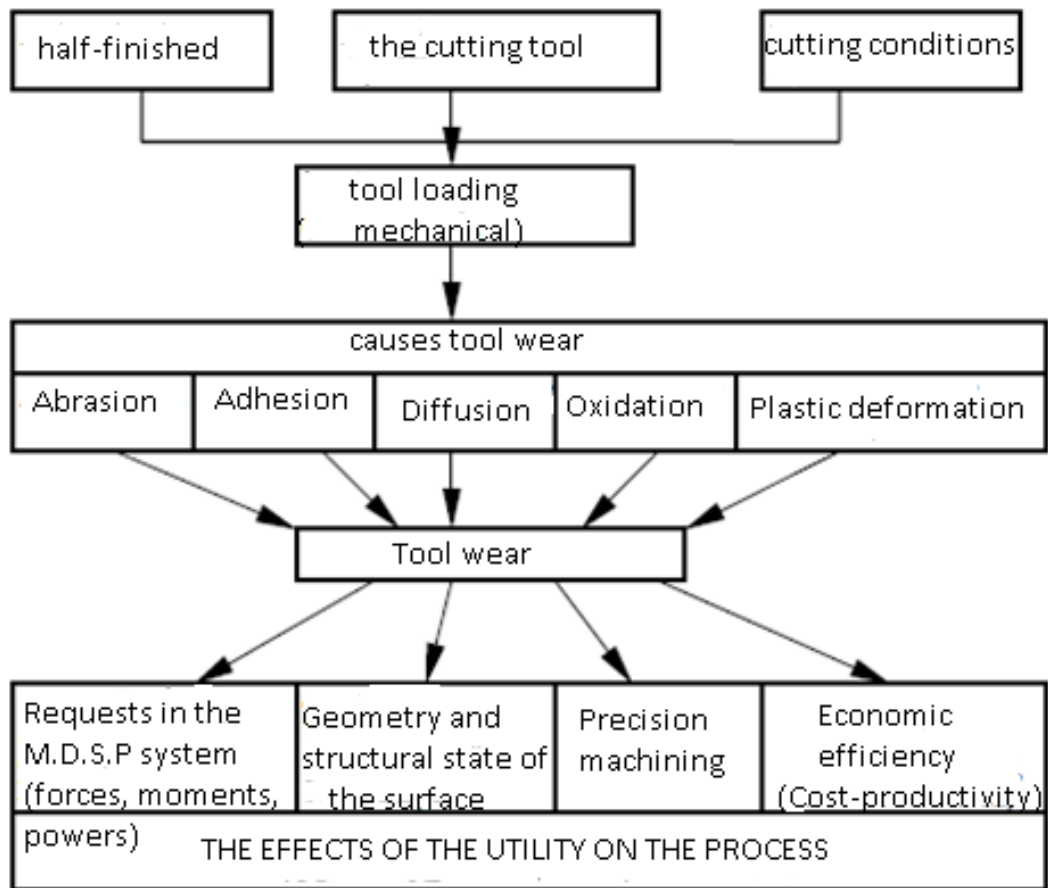 half-finished
the cutting tool
cutting conditions
tool loading
( mechanical)
causes tool wear
Abrasion
Adhesion
Diffusion
Oxidation
Plastic deformation
Tool wear
Requests in the
M.D.S.P system
(forces, moments,
powers)
Geometry and
structural state of
the surface
Precision
machining
Economic
efficiency
(Cost-productivity)
THE EFFECTS OF THE UTILITY ON THE PROCESS